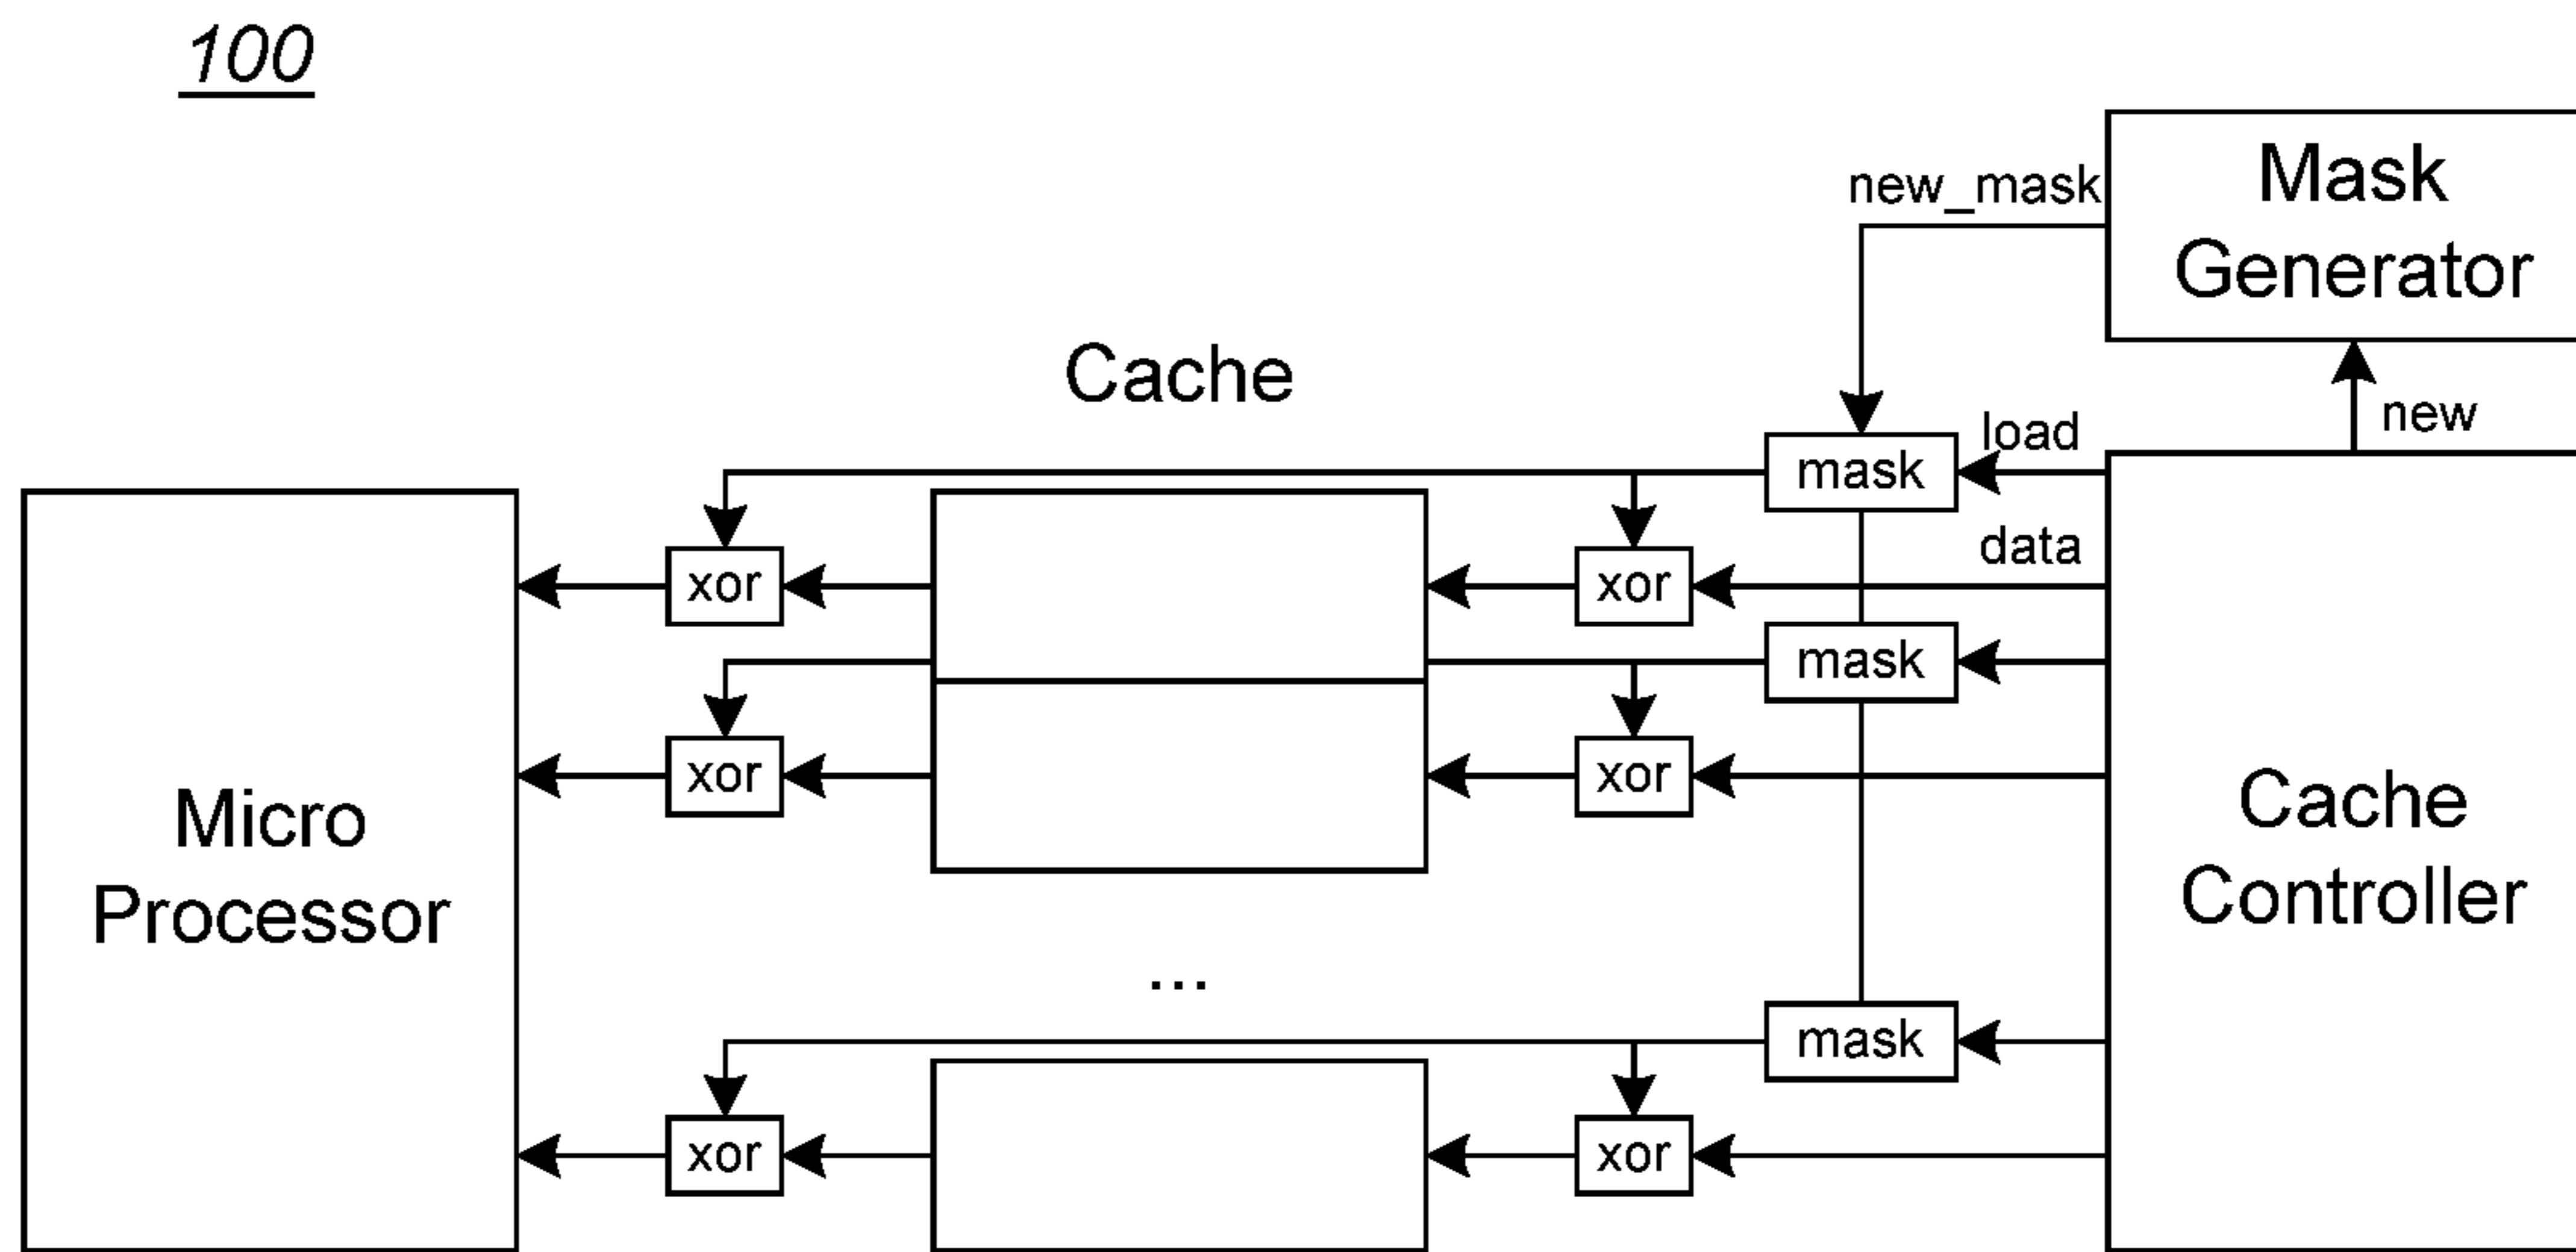 100
Mask
Generator
new_mask
Cache
new
load
mask
data
xor
xor
mask
xor
xor
Micro
Processor
Cache
Controller
...
mask
xor
xor